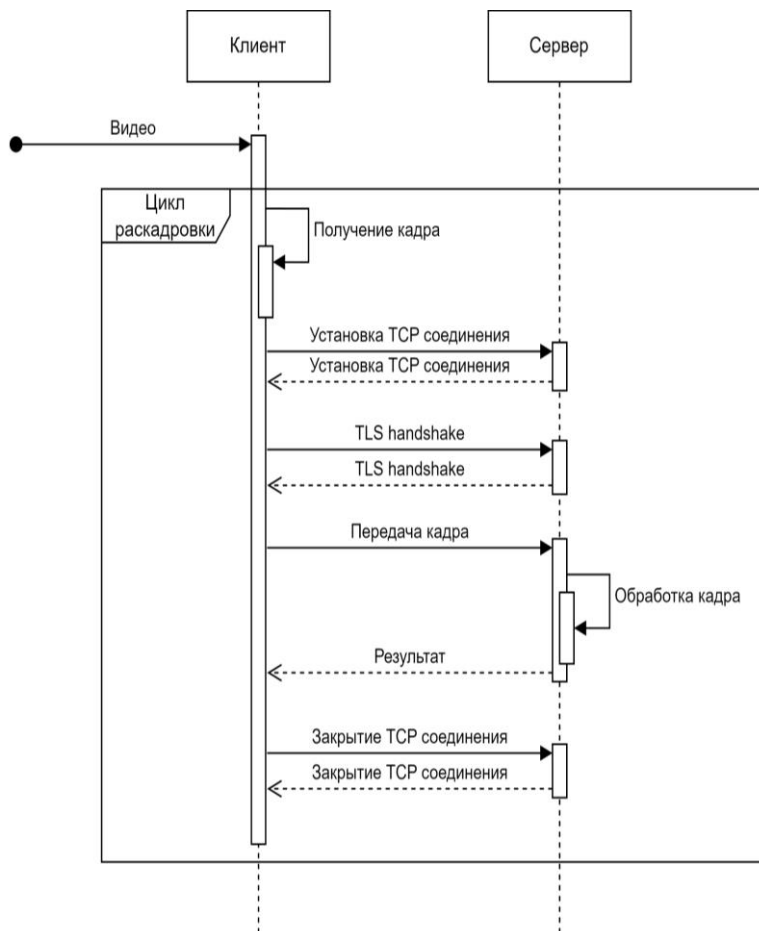 Клиент
Сервер
Видео
Цикл
раскадровки
Получение кадра
Установка TCP соединения
Установка TCP соединения
TLS handshake
TLS handshake
Передача кадра
Обработка кадра
Результат
Закрытие TCP соединения
Закрытие TCP соединения